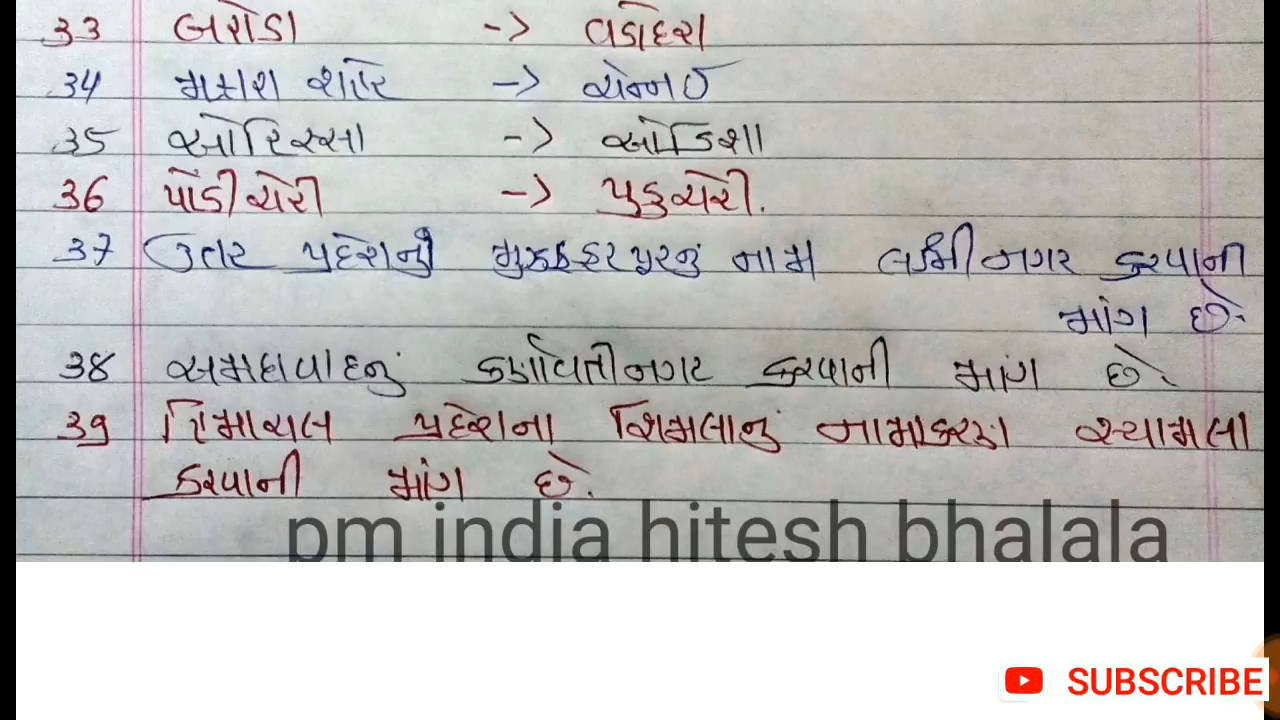 33 બરોડા -> વડોદરા
34 મદ્રાશ શહેર -> ચેન્નઈ
35 ઓરિસ્સા -> ઓડિશા
36 પોંડીચેરી -> પુડુચેરી.
37 ઉત્તર પ્રદેશનું મુઝફ્ફરપુરનું નામ લક્ષ્મીનગર કરવાની
માંગ છે.
38 અમદાવાદનું કર્ણાવતીનગર કરવાની માંગ છે.
39 હિમાચલ પ્રદેશના શિમલાનું નામાકરણ શ્યામલા
કરવાની માંગ છે.
pm india hitesh bhalala
SUBSCRIBE